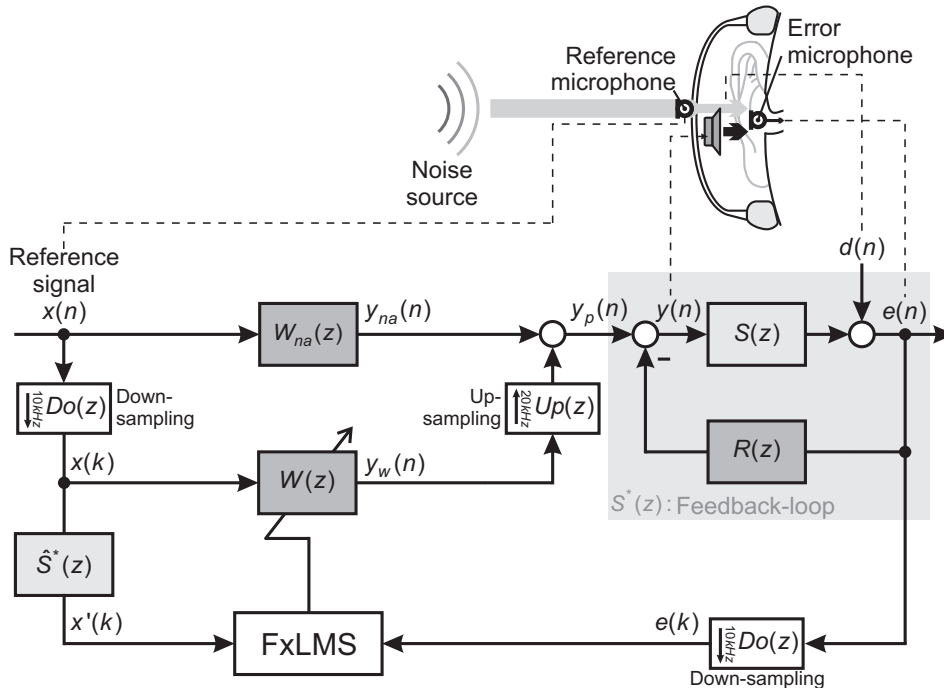 Reference
microphone
Error
microphone
Noise
source
Reference
signal
x(n)
W_na(z)
y_na(n)
y_p(n)
y(n)
S(z)
d(n)
e(n)
10kHz Do(z)
Down-
sampling
Up-
sampling
20kHz Up(z)
–
R(z)
x(k)
W(z)
y_w(n)
S*(z): Feedback-loop
Ŝ*(z)
x'(k)
FxLMS
e(k)
10kHz Do(z)
Down-sampling